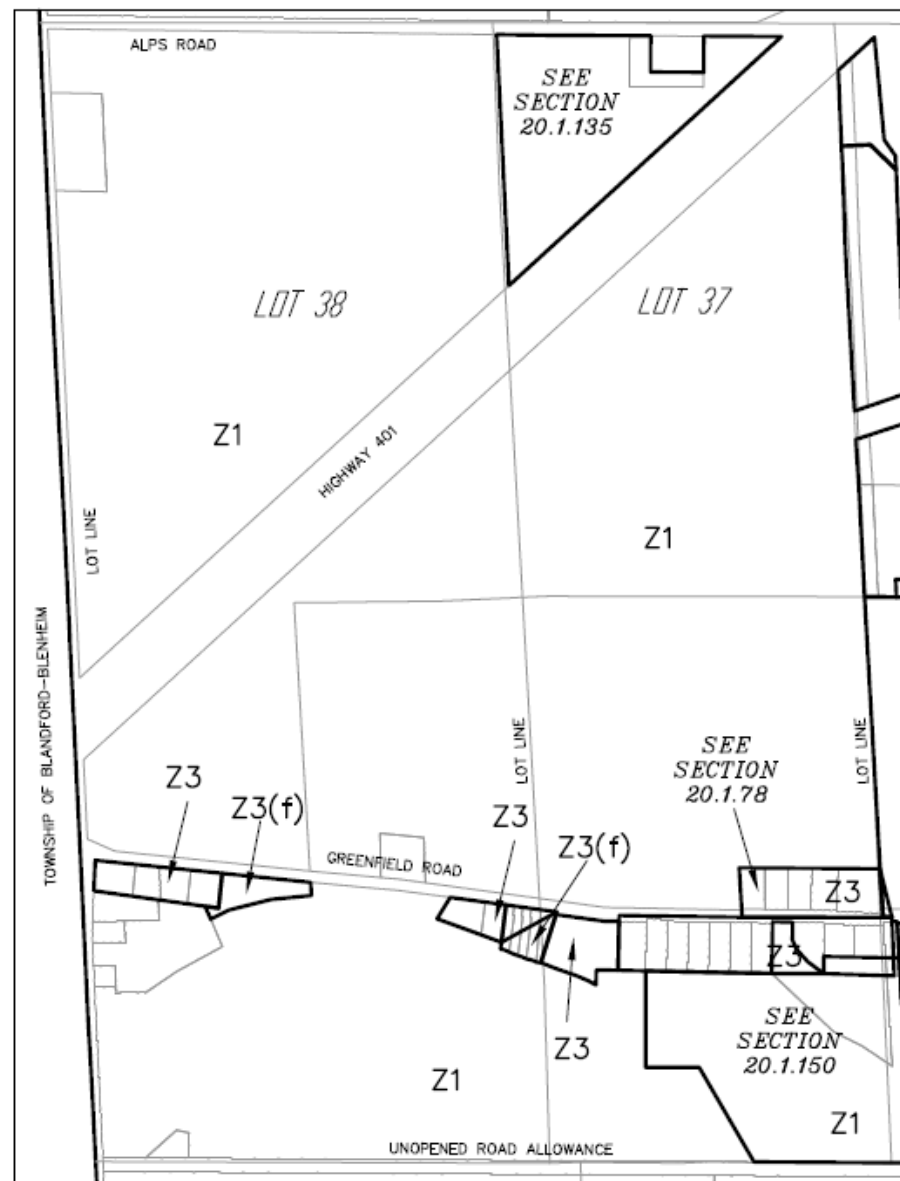 ALPS ROAD
SEE
SECTION
20.1.135
LOT 38
LOT 37
Z1
HIGHWAY 401
Z1
LOT LINE
TOWNSHIP OF BLANDFORD-BLENHEIM
LOT LINE
LOT LINE
SEE
SECTION
20.1.78
Z3
Z3(f)
Z3
Z3(f)
GREENFIELD ROAD
Z3
Z3
Z3
SEE
SECTION
20.1.150
Z1
Z1
UNOPENED ROAD ALLOWANCE